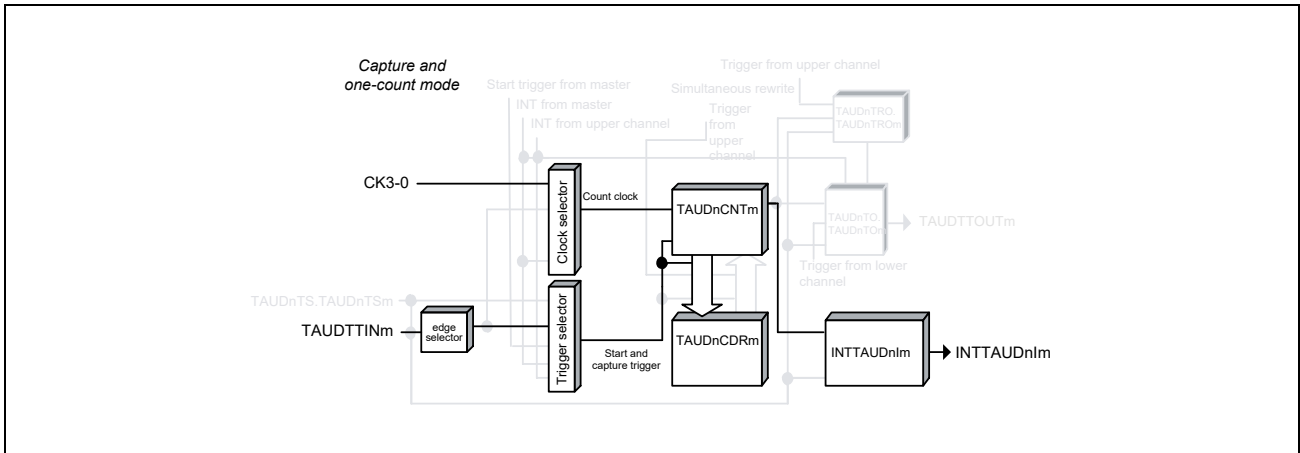 Capture and
one-count mode
Trigger from upper channel
Start trigger from master
Simultaneous rewrite
INT from master
Trigger
from
upper
channel
INT from upper channel
TAUDnTRO.
TAUDnTROm
CK3-0
Clock selector
Count clock
TAUDnCNTm
TAUDnTO.
TAUDnTOm
TAUDTTOUTm
Trigger from lower
channel
TAUDnTS.TAUDnTSm
TAUDTTINm
edge
selector
Trigger selector
Start and
capture trigger
TAUDnCDRm
INTTAUDnIm
INTTAUDnIm